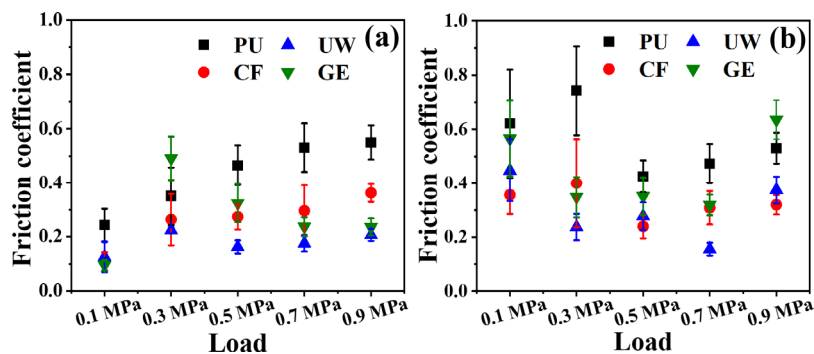 (a)
PU UW
CF GE
Friction coefficient
1.0
0.8
0.6
0.4
0.2
0.0
0.1 MPa 0.3 MPa 0.5 MPa 0.7 MPa 0.9 MPa
Load
(b)
PU UW
CF GE
Friction coefficient
1.0
0.8
0.6
0.4
0.2
0.0
0.1 MPa 0.3 MPa 0.5 MPa 0.7 MPa 0.9 MPa
Load